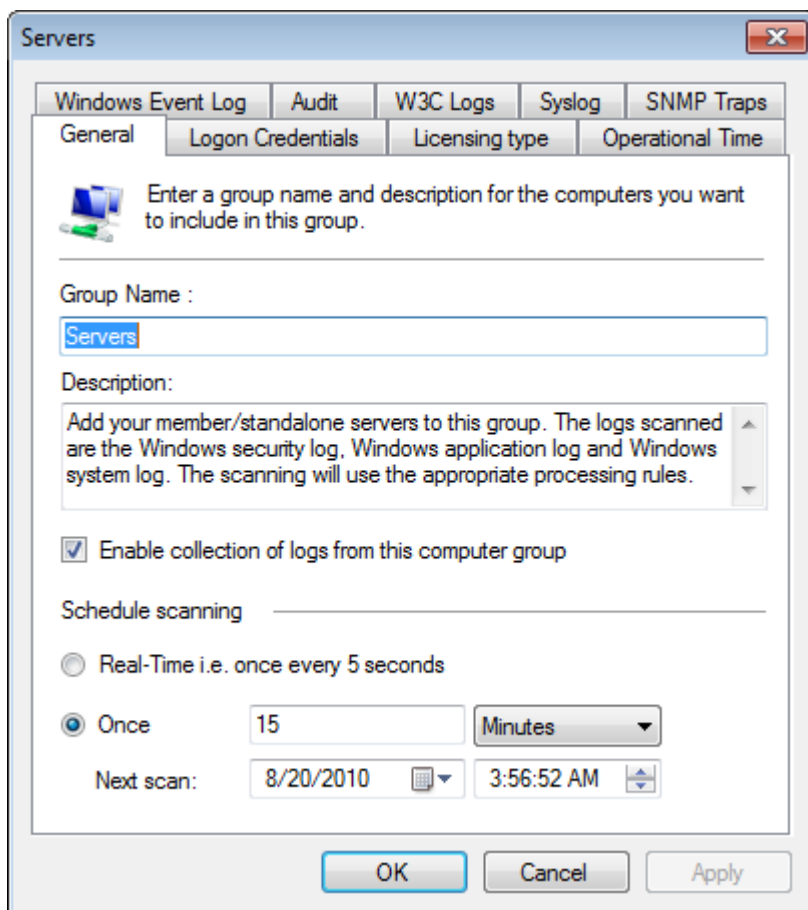 Servers
Windows Event Log Audit W3C Logs Syslog SNMP Traps
General Logon Credentials Licensing type Operational Time
Enter a group name and description for the computers you want
to include in this group.
Group Name :
Servers
Description:
Add your member/standalone servers to this group. The logs scanned
are the Windows security log, Windows application log and Windows
system log. The scanning will use the appropriate processing rules.
Enable collection of logs from this computer group
Schedule scanning
Real-Time i.e. once every 5 seconds
Once 15 Minutes
Next scan: 8/20/2010 3:56:52 AM
OK Cancel Apply